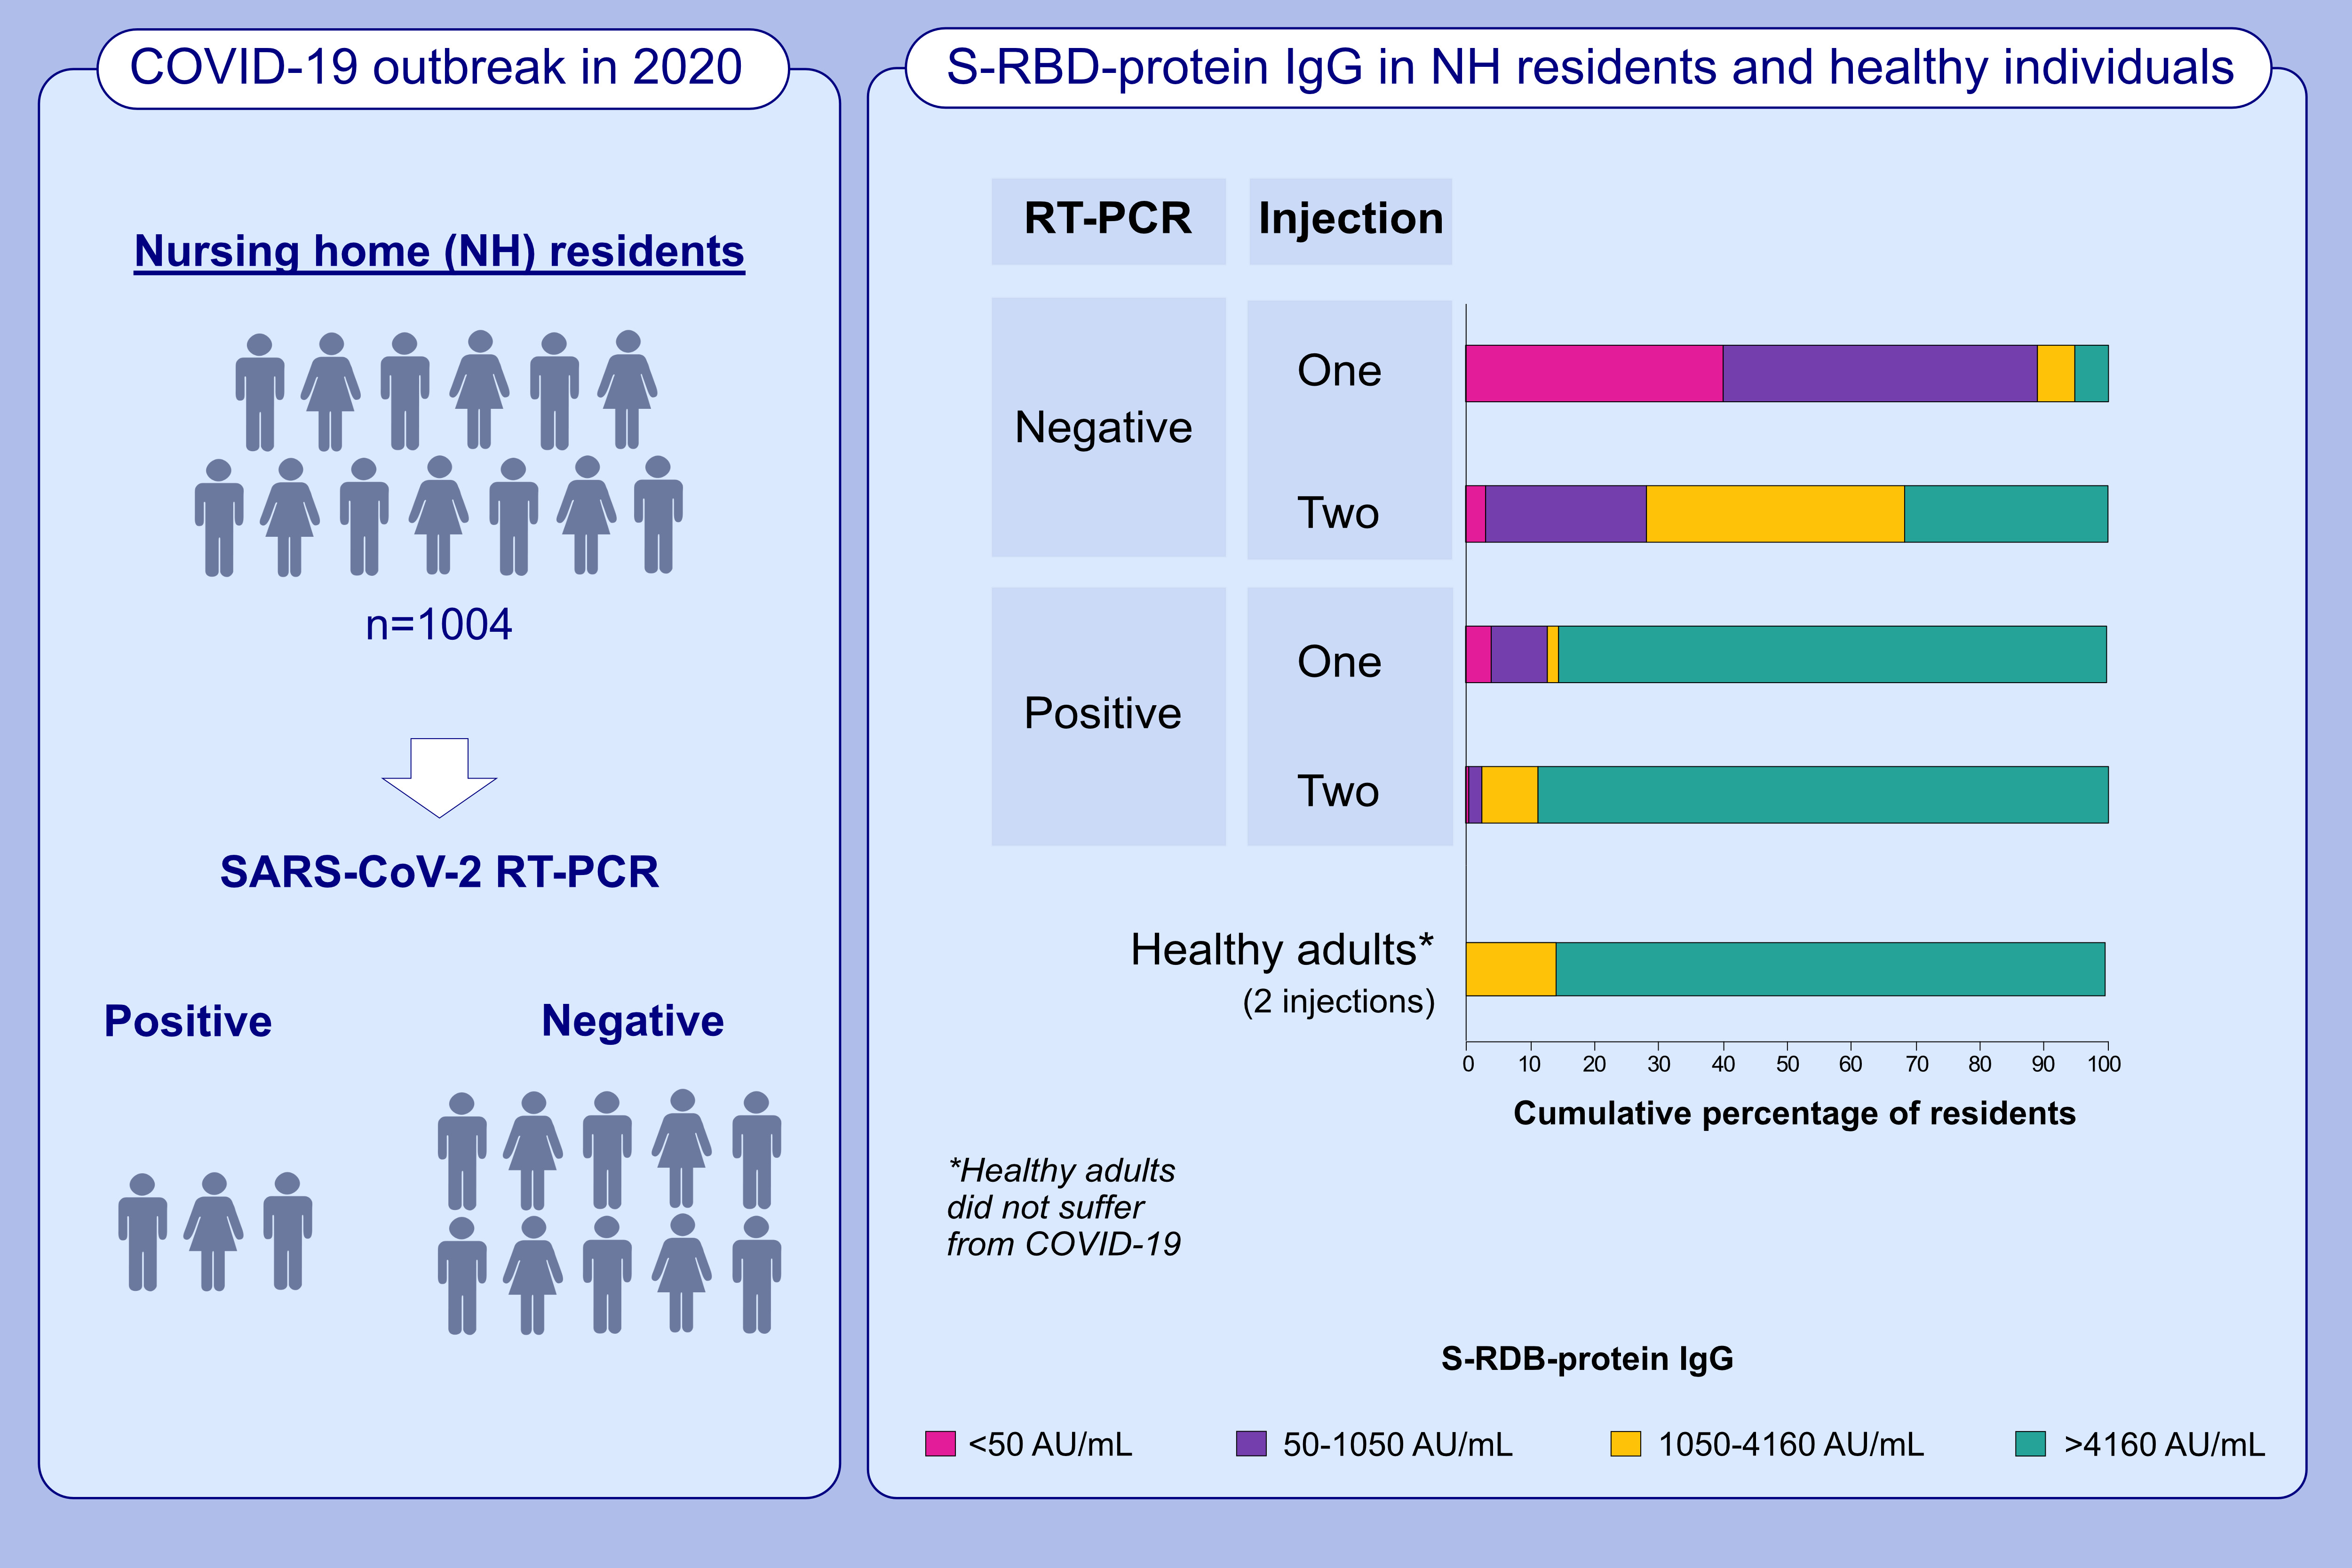 COVID-19 outbreak in 2020
Nursing home (NH) residents
n=1004
SARS-CoV-2 RT-PCR
Positive
Negative
S-RBD-protein IgG in NH residents and healthy individuals
RT-PCR
Injection
Negative
One
Two
Positive
One
Two
Healthy adults*
(2 injections)
0 10 20 30 40 50 60 70 80 90 100
Cumulative percentage of residents
*Healthy adults
did not suffer
from COVID-19
S-RDB-protein IgG
<50 AU/mL
50-1050 AU/mL
1050-4160 AU/mL
>4160 AU/mL